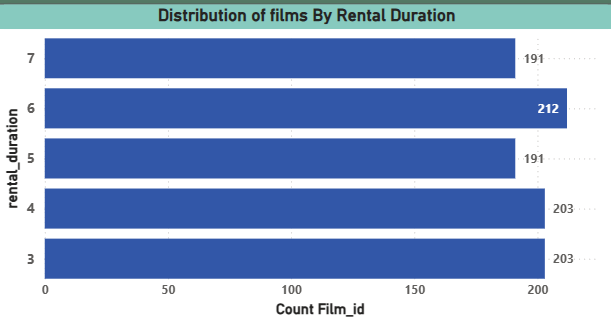 Distribution of films By Rental Duration
rental_duration
7
191
6
212
5
191
4
203
3
203
0 50 100 150 200
Count Film_id